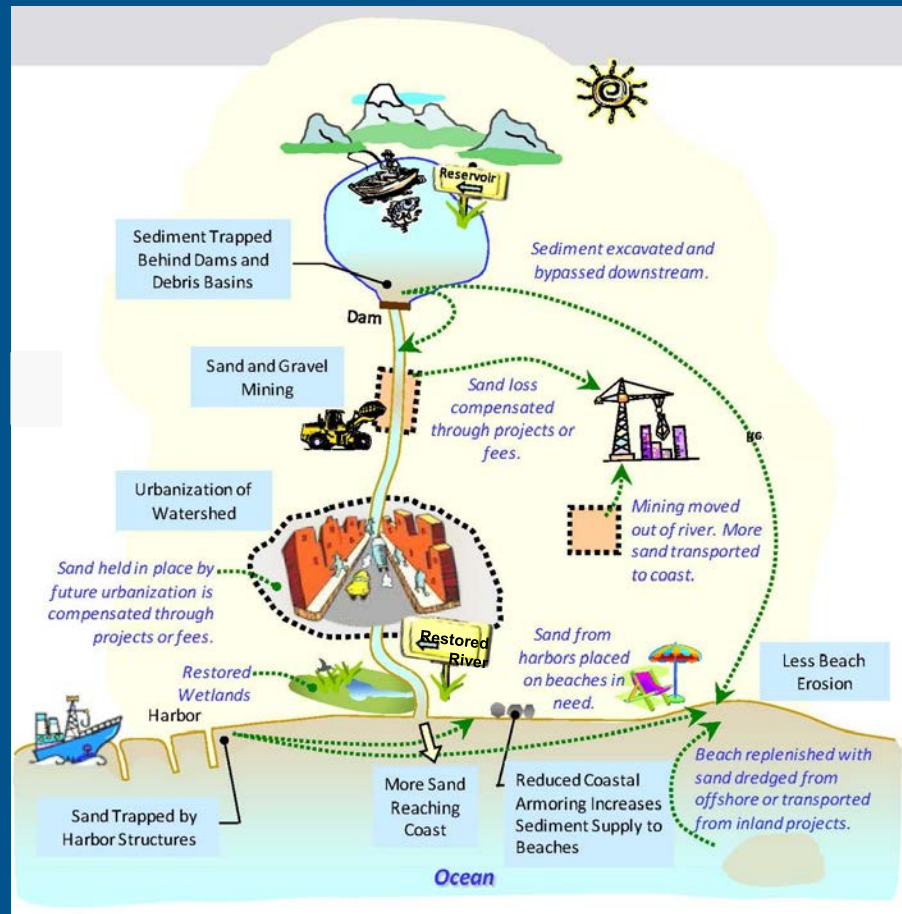 Reservoir
Sediment Trapped
Behind Dams and
Debris Basins
Sediment excavated and
bypassed downstream.
Dam
Sand and Gravel
Mining
Sand loss
compensated
through projects or
fees.
Urbanization of
Watershed
Mining moved
out of river. More
sand transported
to coast.
Sand held in place by
future urbanization is
compensated through
projects or fees.
Restored
River
Sand from
harbors placed
on beaches in
need.
Less Beach
Erosion
Restored
Wetlands
Harbor
Beach replenished with
sand dredged from
offshore or transported
from inland projects.
More Sand
Reaching
Coast
Reduced Coastal
Armoring Increases
Sediment Supply to
Beaches
Sand Trapped by
Harbor Structures
Ocean